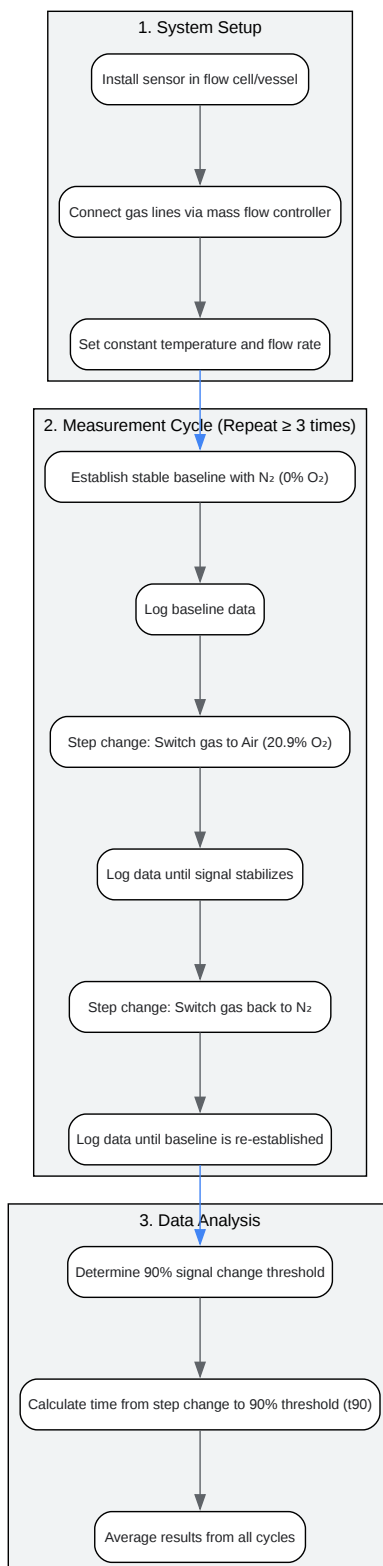 1. System Setup
Install sensor in flow cell/vessel
Connect gas lines via mass flow controller
Set constant temperature and flow rate
2. Measurement Cycle (Repeat ≥ 3 times)
Establish stable baseline with N₂ (0% O₂)
Log baseline data
Step change: Switch gas to Air (20.9% O₂)
Log data until signal stabilizes
Step change: Switch gas back to N₂
Log data until baseline is re-established
3. Data Analysis
Determine 90% signal change threshold
Calculate time from step change to 90% threshold (t90)
Average results from all cycles